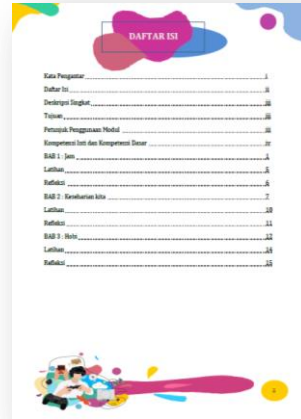 DAFTAR ISI
Kata Pengantar i
Daftar Isi ii
Deskripsi Singkat iii
Tujuan iii
Petunjuk Penggunaan Modul iii
Kompetensi Inti dan Kompetensi Dasar iv
BAB 1 : Jam 1
Latihan 5
Refleksi 6
BAB 2 : Keseharian kita 7
Latihan 10
Refleksi 11
BAB 3 : Hobi 12
Latihan 14
Refleksi 15